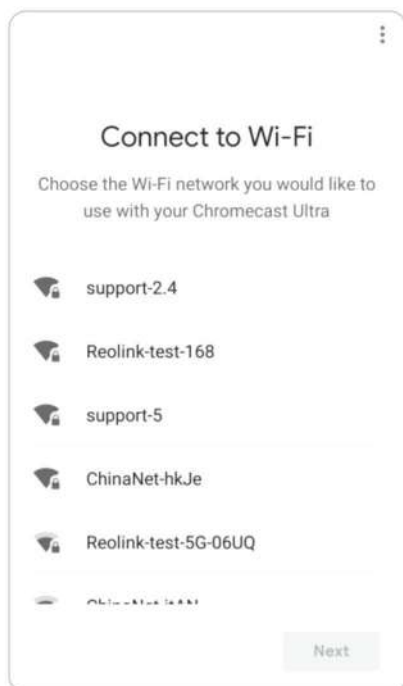 Connect to Wi-Fi
Choose the Wi-Fi network you would like to
use with your Chromecast Ultra
support-2.4
Reolink-test-168
support-5
ChinaNet-hkJe
Reolink-test-5G-06UQ
Next